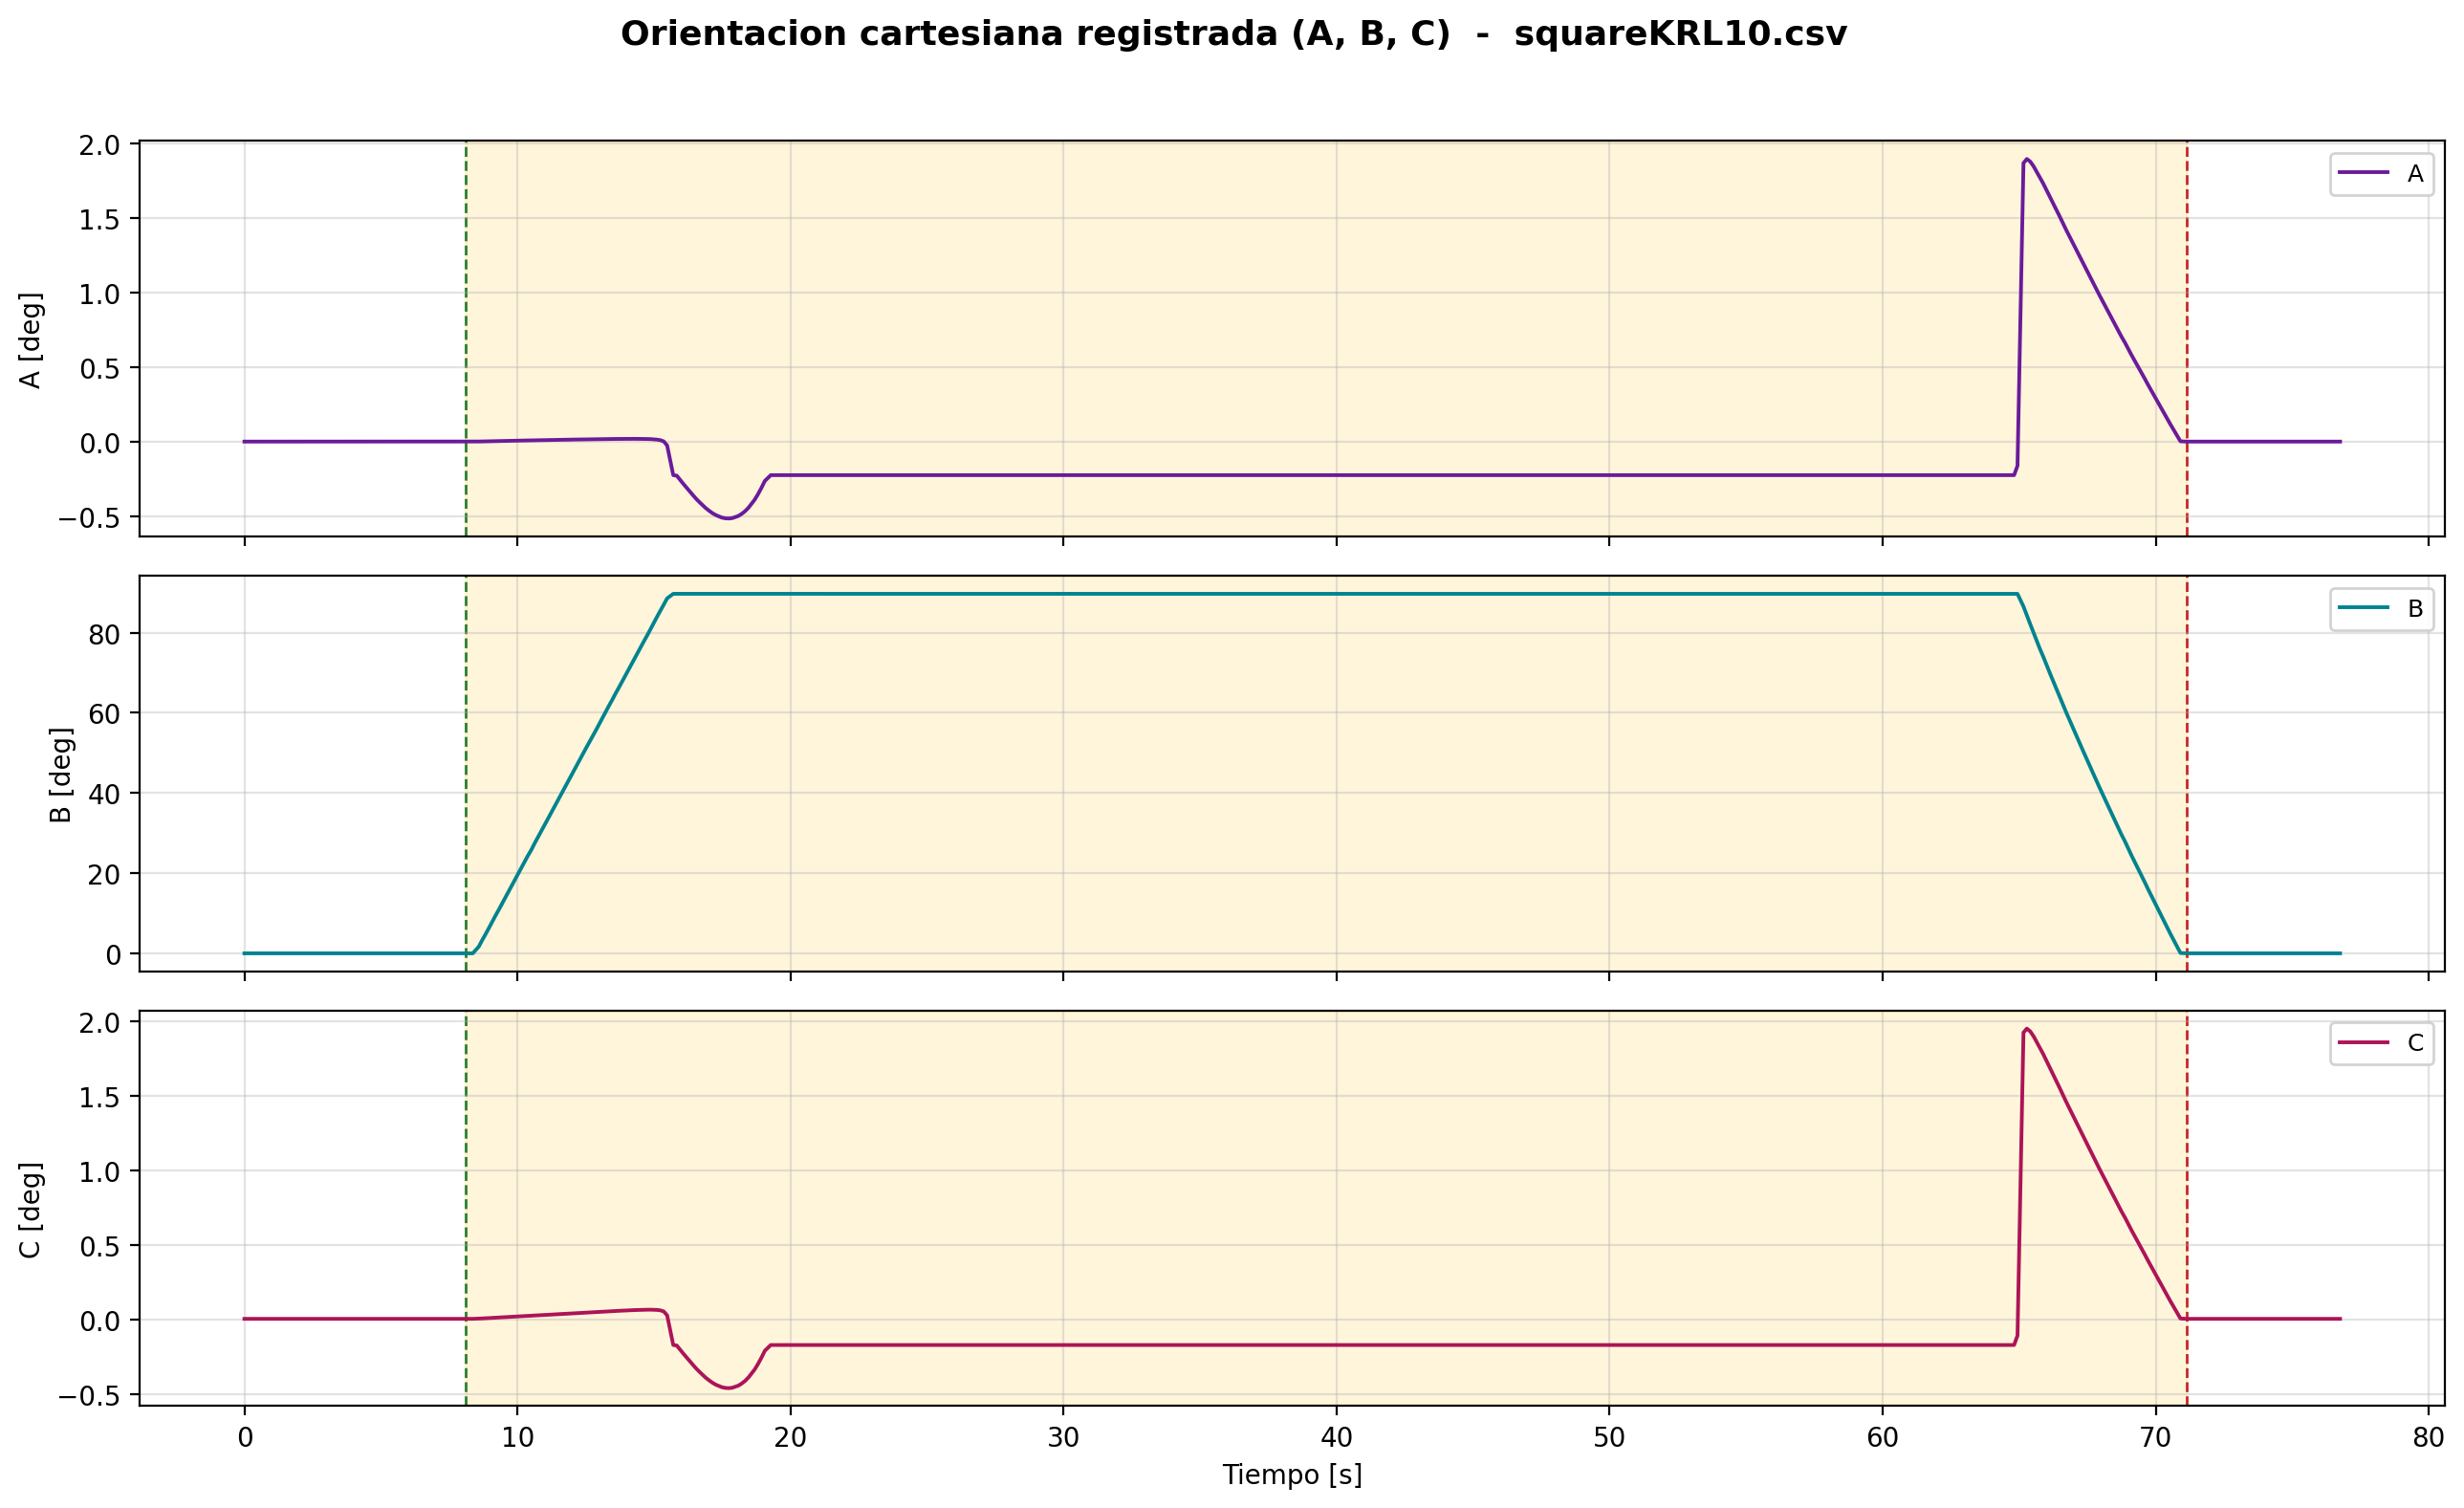 Orientacion cartesiana registrada (A, B, C)  -  squareKRL10.csv
2.0
1.5
1.0
0.5
0.0
−0.5
A [deg]
A
80
60
40
20
0
B [deg]
B
2.0
1.5
1.0
0.5
0.0
−0.5
C [deg]
C
0 10 20 30 40 50 60 70 80
Tiempo [s]